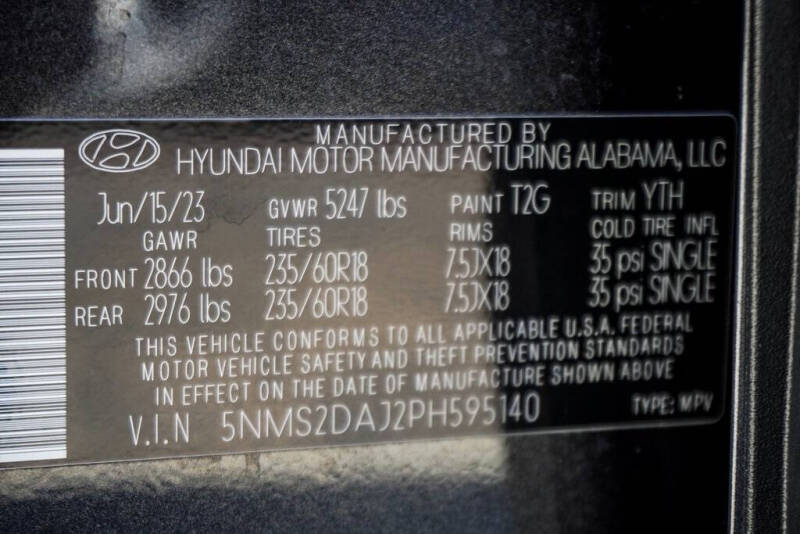 MANUFACTURED BY
HYUNDAI MOTOR MANUFACTURING ALABAMA, LLC
Jun/15/23 GVWR 5247 lbs PAINT T2G TRIM YTH
GAWR TIRES RIMS COLD TIRE INFL
FRONT 2866 lbs 235/60R18 7.5JX18 35 psi SINGLE
REAR 2976 lbs 235/60R18 7.5JX18 35 psi SINGLE
THIS VEHICLE CONFORMS TO ALL APPLICABLE U.S.A. FEDERAL
MOTOR VEHICLE SAFETY AND THEFT PREVENTION STANDARDS
IN EFFECT ON THE DATE OF MANUFACTURE SHOWN ABOVE
V.I.N 5NMS2DAJ2PH595140 TYPE: MPV